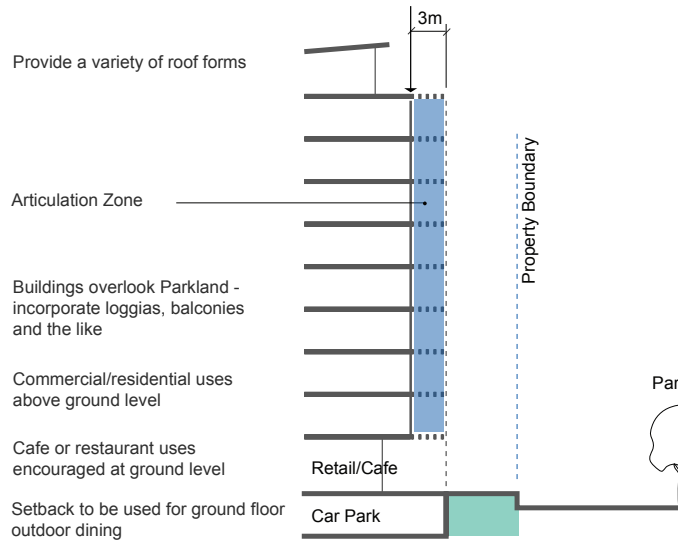 3m
Provide a variety of roof forms
Property Boundary
Articulation Zone
Buildings overlook Parkland -
incorporate loggias, balconies
and the like
Commercial/residential uses
above ground level
Par
Cafe or restaurant uses
encouraged at ground level
Retail/Cafe
Setback to be used for ground floor
outdoor dining
Car Park